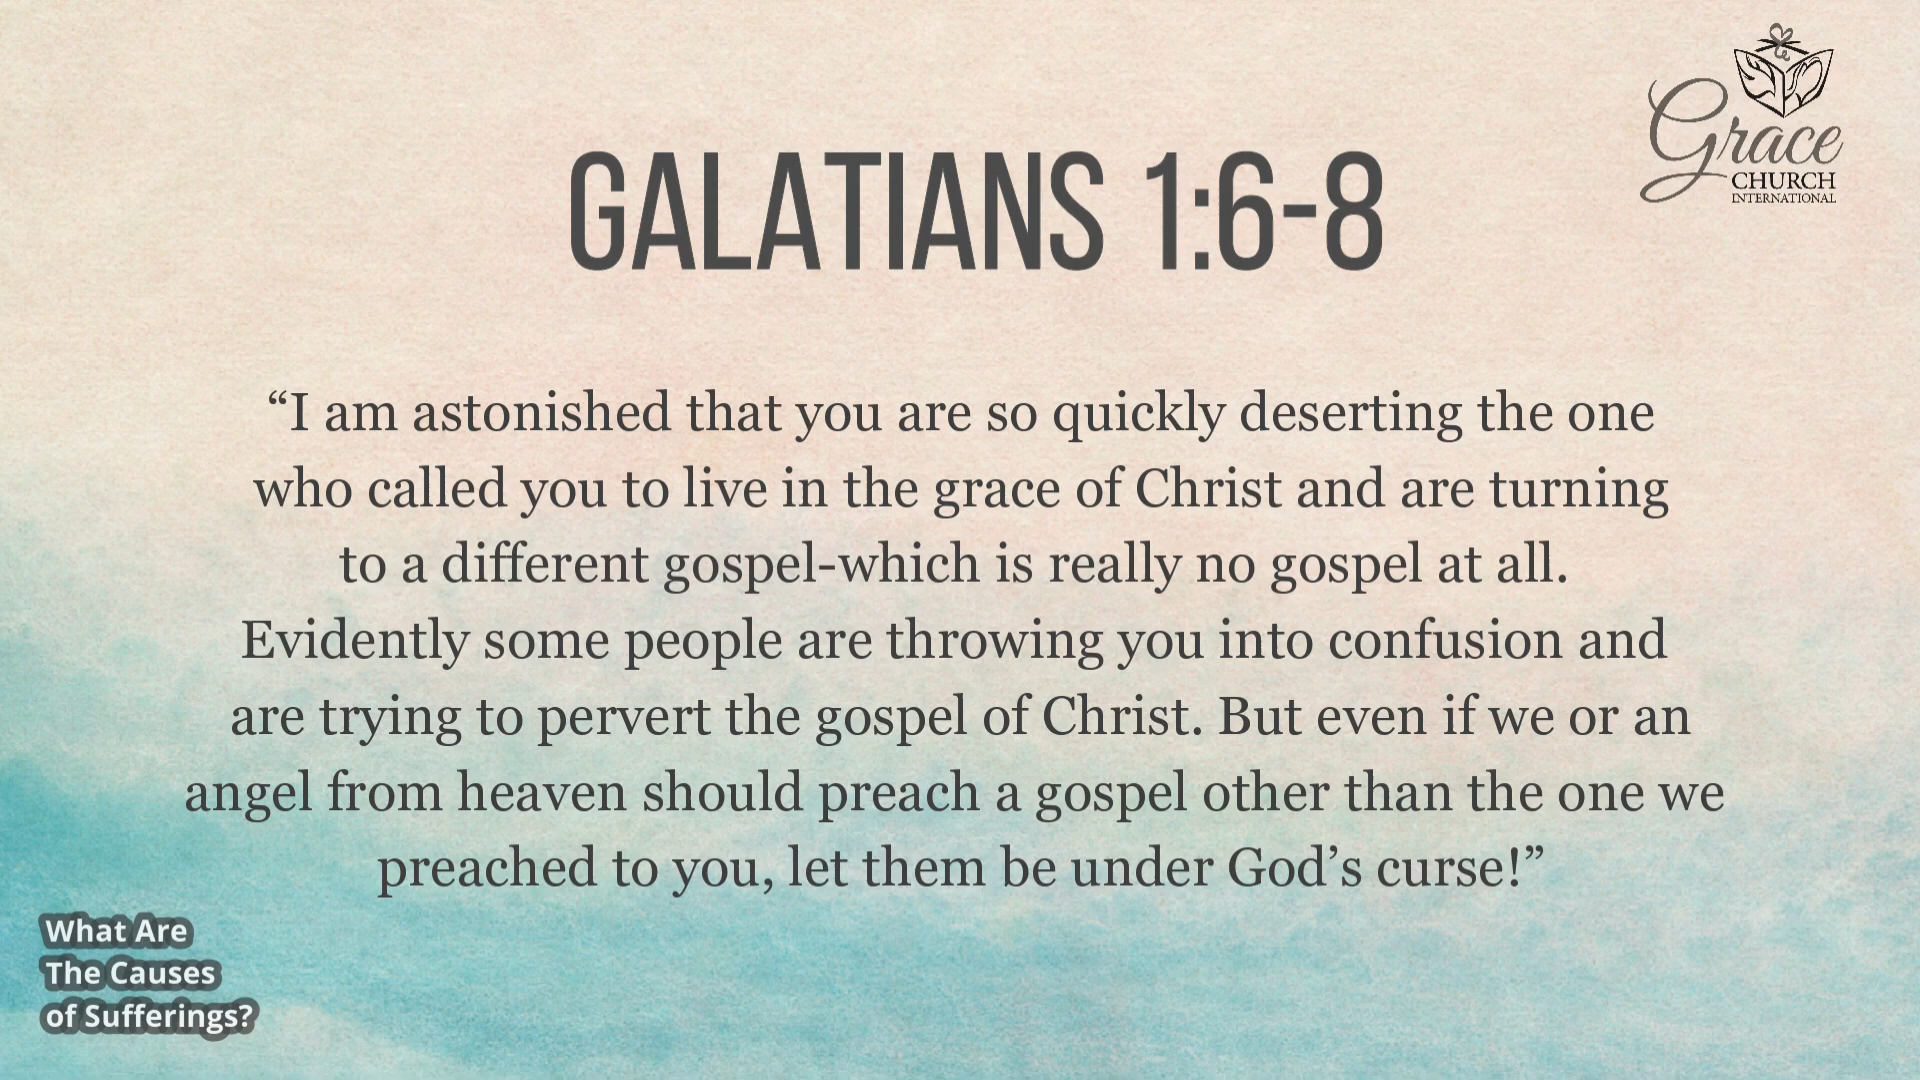 Grace
CHURCH
INTERNATIONAL
GALATIANS 1:6-8
“I am astonished that you are so quickly deserting the one
who called you to live in the grace of Christ and are turning
to a different gospel-which is really no gospel at all.
Evidently some people are throwing you into confusion and
are trying to pervert the gospel of Christ. But even if we or an
angel from heaven should preach a gospel other than the one we
preached to you, let them be under God’s curse!”
What Are
The Causes
of Sufferings?